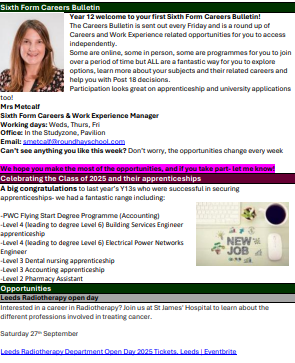 Sixth Form Careers Bulletin
Year 12 welcome to your first Sixth Form Careers Bulletin!
The Careers Bulletin is sent out every Friday and is a round up of
Careers and Work Experience related opportunities for you to access
independently.
Some are online, some in person, some are programmes for you to join
over a period of time but ALL are a fantastic way for you to explore
options, learn more about your subjects and their related careers and
help you with Post 18 decisions.
Participation looks great on apprenticeship and university applications
too!
Mrs Metcalf
Sixth Form Careers & Work Experience Manager
Working days: Weds, Thurs, Fri
Office: In the Studyzone, Pavilion
Email: smetcalf@roundhayschool.com
Can't see anything you like this week? Don't worry, the opportunities change every week
We hope you make the most of the opportunities, and if you take part- let me know!
Celebrating the Class of 2025 and their apprenticeships
A big congratulations to last year's Y13s who were successful in securing
apprenticeships- we had a fantastic range including:
-PWC Flying Start Degree Programme (Accounting)
-Level 4 (leading to degree Level 6) Building Services Engineer
apprenticeship
-Level 4 (leading to degree Level 6) Electrical Power Networks
Engineer
-Level 3 Dental nursing apprenticeship
-Level 3 Accounting apprenticeship
-Level 2 Pharmacy Assistant
NEW
JOB
Opportunities
Leeds Radiotherapy open day
Interested in a career in Radiotherapy? Join us at St James' Hospital to learn about the
different professions involved in treating cancer.
Saturday 27th September
Leeds Radiotherapy Department Open Day 2025 Tickets, Leeds | Eventbrite